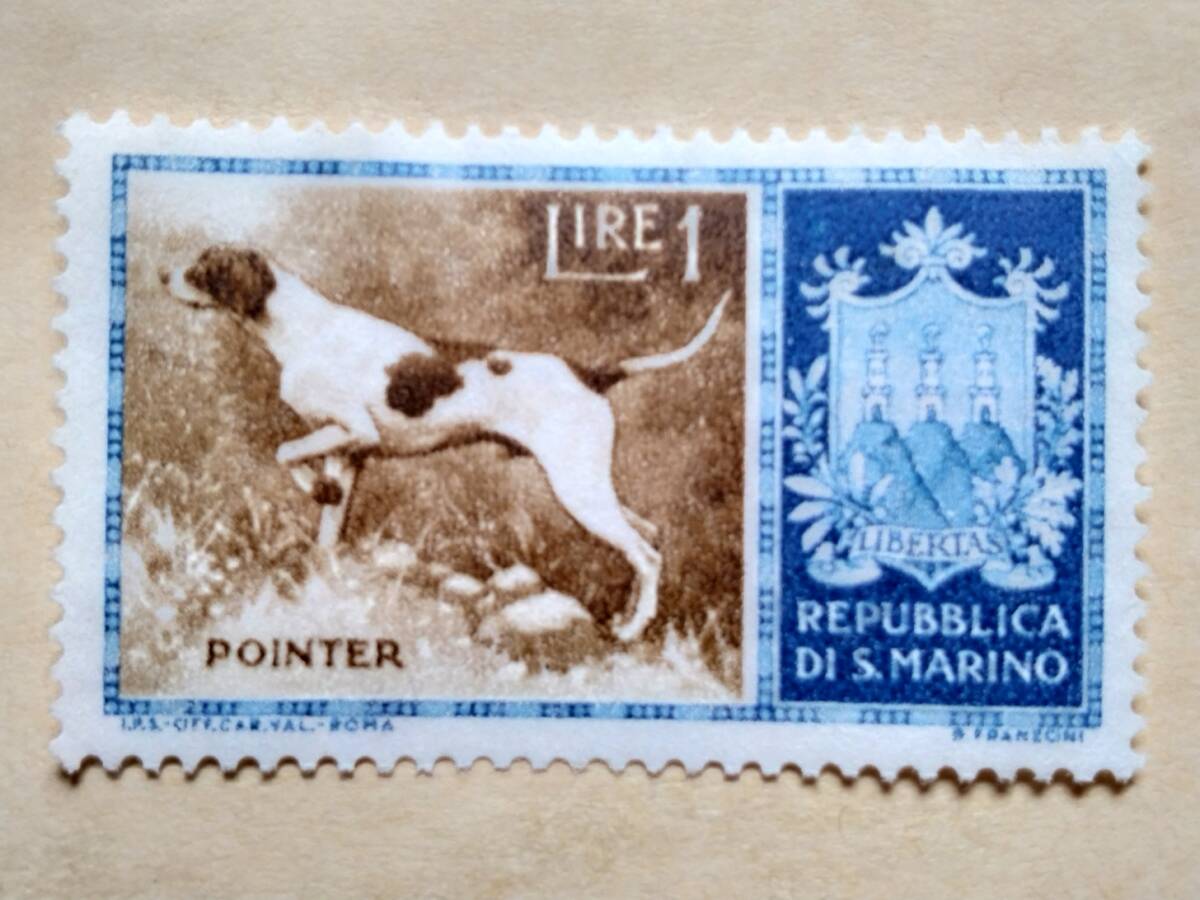 LIRE 1
POINTER
LIBERTAS
REPUBBLICA
DI S. MARINO
I.P.S.-OFF.CAR.VAL.-ROMA